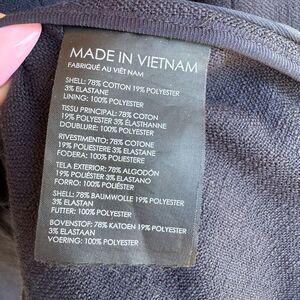 MADE IN VIETNAM
FABRIQUÉ AU VIÊT NAM
SHELL: 78% COTTON 19% POLYESTER
3% ELASTANE
LINING: 100% POLYESTER
TISSU PRINCIPAL: 78% COTON
19% POLYESTER 3% ÉLASTHANNE
DOUBLURE: 100% POLYESTER
RIVESTIMENTO: 78% COTONE
19% POLIESTERE 3% ELASTANE
FODERA: 100% POLIESTERE
TELA EXTERIOR: 78% ALGODÓN
19% POLIÉSTER 3% ELASTANO
FORRO: 100% POLIÉSTER
SHELL: 78% BAUMWOLLE 19% POLYESTER
3% ELASTAN
FUTTER: 100% POLYESTER
BOVENSTOF: 78% KATOEN 19% POLYESTER
3% ELASTAAN
VOERING: 100% POLYESTER